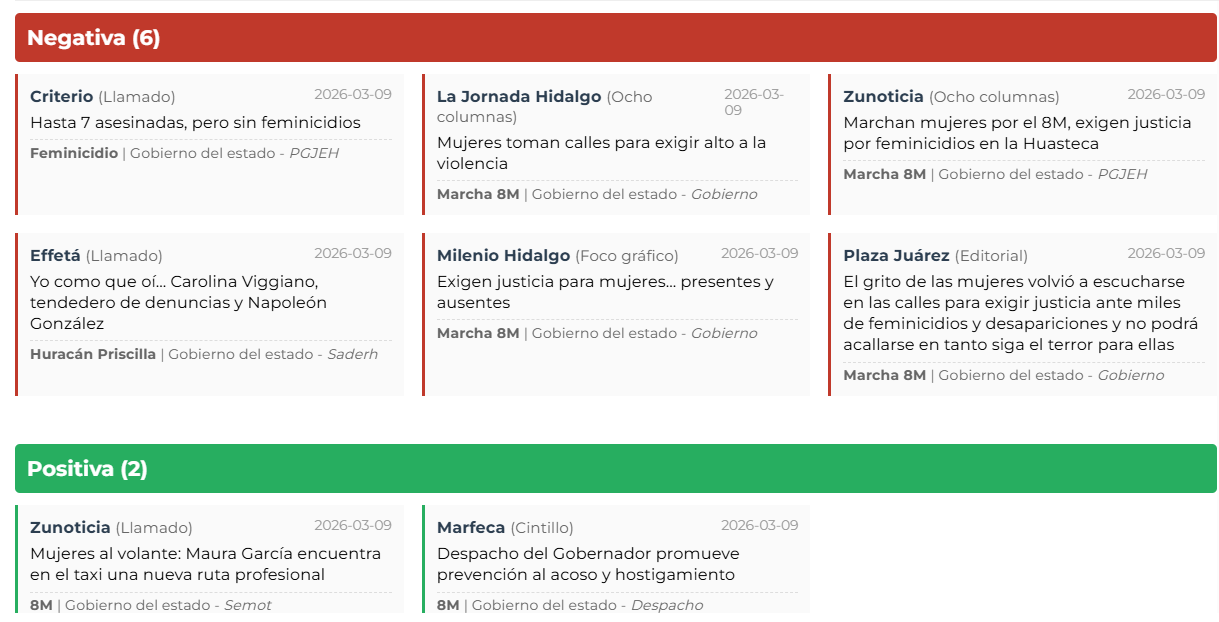 Negativa (6)
Criterio (Llamado) 2026-03-09
Hasta 7 asesinadas, pero sin feminicidios
Feminicidio | Gobierno del estado - PGJEH
La Jornada Hidalgo (Ocho columnas) 2026-03-09
Mujeres toman calles para exigir alto a la
violencia
Marcha 8M | Gobierno del estado - Gobierno
Zunoticia (Ocho columnas) 2026-03-09
Marchan mujeres por el 8M, exigen justicia
por feminicidios en la Huasteca
Marcha 8M | Gobierno del estado - PGJEH
Effetá (Llamado) 2026-03-09
Yo como que oí... Carolina Viggiano,
tendedero de denuncias y Napoleón
González
Huracán Priscilla | Gobierno del estado - Saderh
Milenio Hidalgo (Foco gráfico) 2026-03-09
Exigen justicia para mujeres... presentes y
ausentes
Marcha 8M | Gobierno del estado - Gobierno
Plaza Juárez (Editorial) 2026-03-09
El grito de las mujeres volvió a escucharse
en las calles para exigir justicia ante miles
de feminicidios y desapariciones y no podrá
acallarse en tanto siga el terror para ellas
Marcha 8M | Gobierno del estado - Gobierno
Positiva (2)
Zunoticia (Llamado) 2026-03-09
Mujeres al volante: Maura García encuentra
en el taxi una nueva ruta profesional
8M | Gobierno del estado - Semot
Marfeca (Cintillo) 2026-03-09
Despacho del Gobernador promueve
prevención al acoso y hostigamiento
8M | Gobierno del estado - Despacho